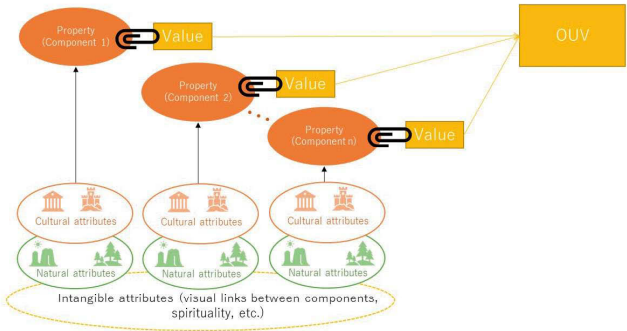 Property
(Component 1)
Value
OUV
Property
(Component 2)
Value
Property
(Component n)
Value
Cultural attributes
Cultural attributes
Cultural attributes
Natural attributes
Natural attributes
Natural attributes
Intangible attributes (visual links between components,
spirituality, etc.)